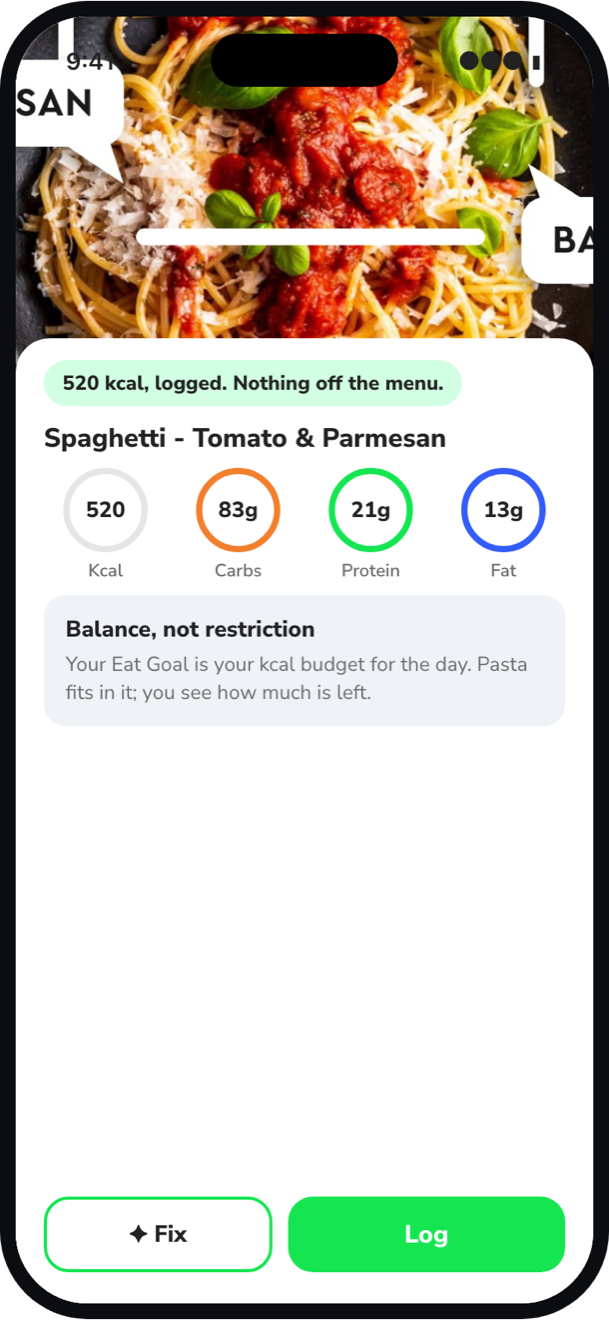 9:41
SAN
BA
520 kcal, logged. Nothing off the menu.
Spaghetti - Tomato & Parmesan
520
83g
21g
13g
Kcal
Carbs
Protein
Fat
Balance, not restriction
Your Eat Goal is your kcal budget for the day. Pasta
fits in it; you see how much is left.
✦ Fix
Log